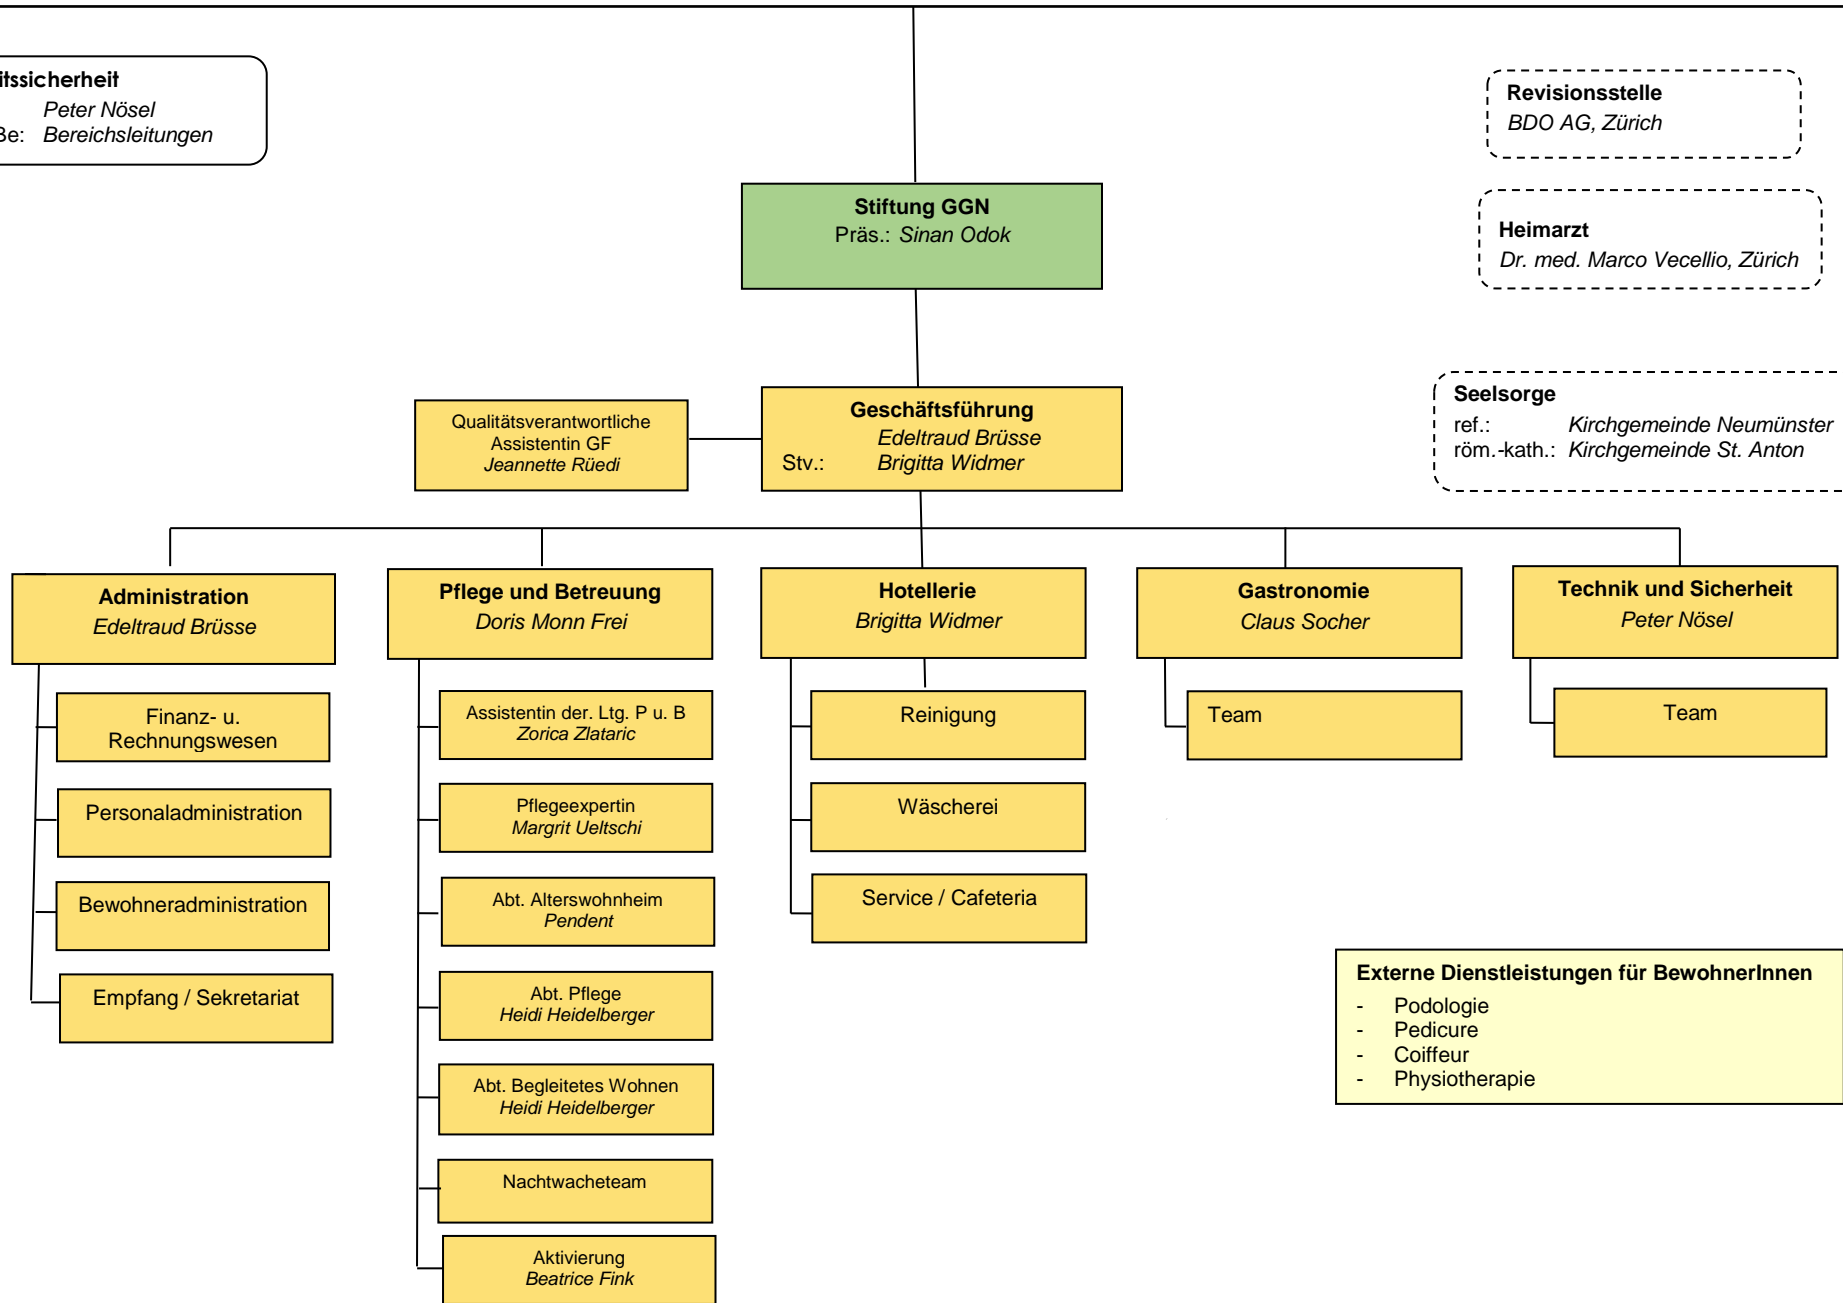 itssicherheit
Peter Nösel
Be: Bereichsleitungen
Revisionsstelle
BDO AG, Zürich
Stiftung GGN
Präs.: Sinan Odok
Heimarzt
Dr. med. Marco Vecellio, Zürich
Qualitätsverantwortliche
Assistentin GF
Jeannette Rüedi
Geschäftsführung
Edeltraud Brüsse
Stv.: Brigitta Widmer
Seelsorge
ref.: Kirchgemeinde Neumünster
röm.-kath.: Kirchgemeinde St. Anton
Administration
Edeltraud Brüsse
Finanz- u.
Rechnungswesen
Personaladministration
Bewohneradministration
Empfang / Sekretariat
Pflege und Betreuung
Doris Monn Frei
Assistentin der. Ltg. P u. B
Zorica Zlataric
Pflegeexpertin
Margrit Ueltschi
Abt. Alterswohnheim
Pendent
Abt. Pflege
Heidi Heidelberger
Abt. Begleitetes Wohnen
Heidi Heidelberger
Nachtwacheteam
Aktivierung
Beatrice Fink
Hotellerie
Brigitta Widmer
Reinigung
Wäscherei
Service / Cafeteria
Gastronomie
Claus Socher
Team
Technik und Sicherheit
Peter Nösel
Team
Externe Dienstleistungen für BewohnerInnen
- Podologie
- Pedicure
- Coiffeur
- Physiotherapie